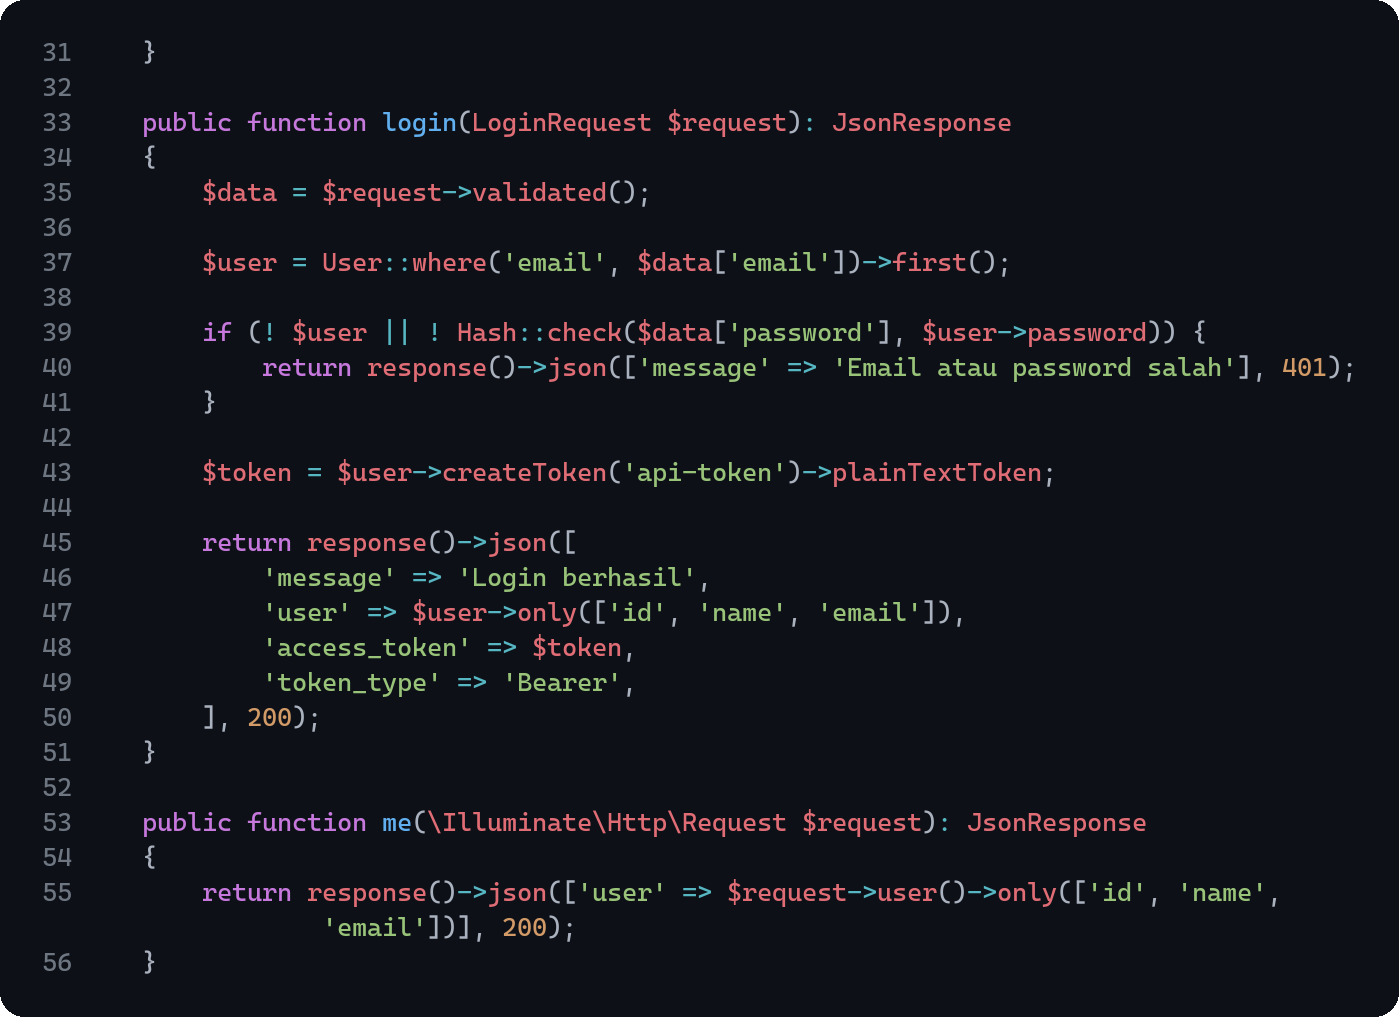 31    }
32
33    public function login(LoginRequest $request): JsonResponse
34    {
35        $data = $request->validated();
36
37        $user = User::where('email', $data['email'])->first();
38
39        if (! $user || ! Hash::check($data['password'], $user->password)) {
40            return response()->json(['message' => 'Email atau password salah'], 401);
41        }
42
43        $token = $user->createToken('api-token')->plainTextToken;
44
45        return response()->json([
46            'message' => 'Login berhasil',
47            'user' => $user->only(['id', 'name', 'email']),
48            'access_token' => $token,
49            'token_type' => 'Bearer',
50        ], 200);
51    }
52
53    public function me(\Illuminate\Http\Request $request): JsonResponse
54    {
55        return response()->json(['user' => $request->user()->only(['id', 'name',
                'email'])], 200);
56    }